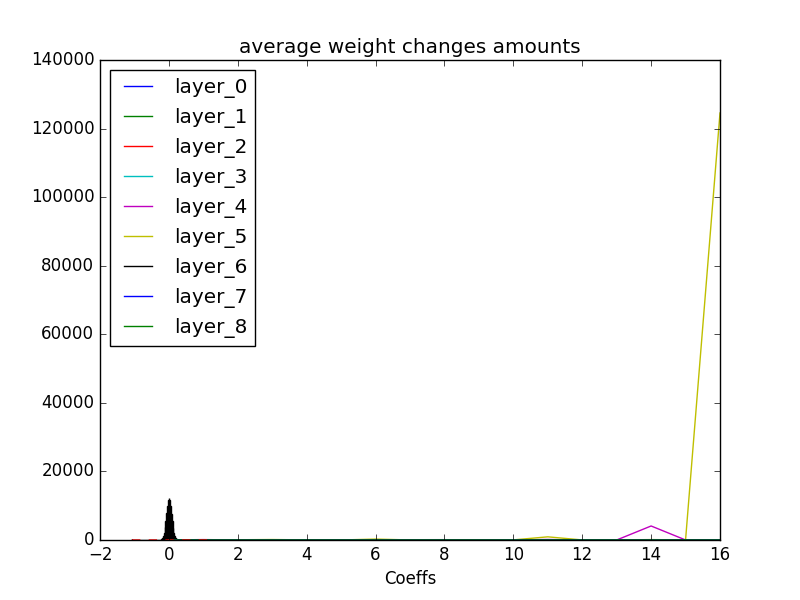 average weight changes amounts
140000
120000
100000
80000
60000
40000
20000
0
layer_0
layer_1
layer_2
layer_3
layer_4
layer_5
layer_6
layer_7
layer_8
−2 0 2 4 6 8 10 12 14 16
Coeffs